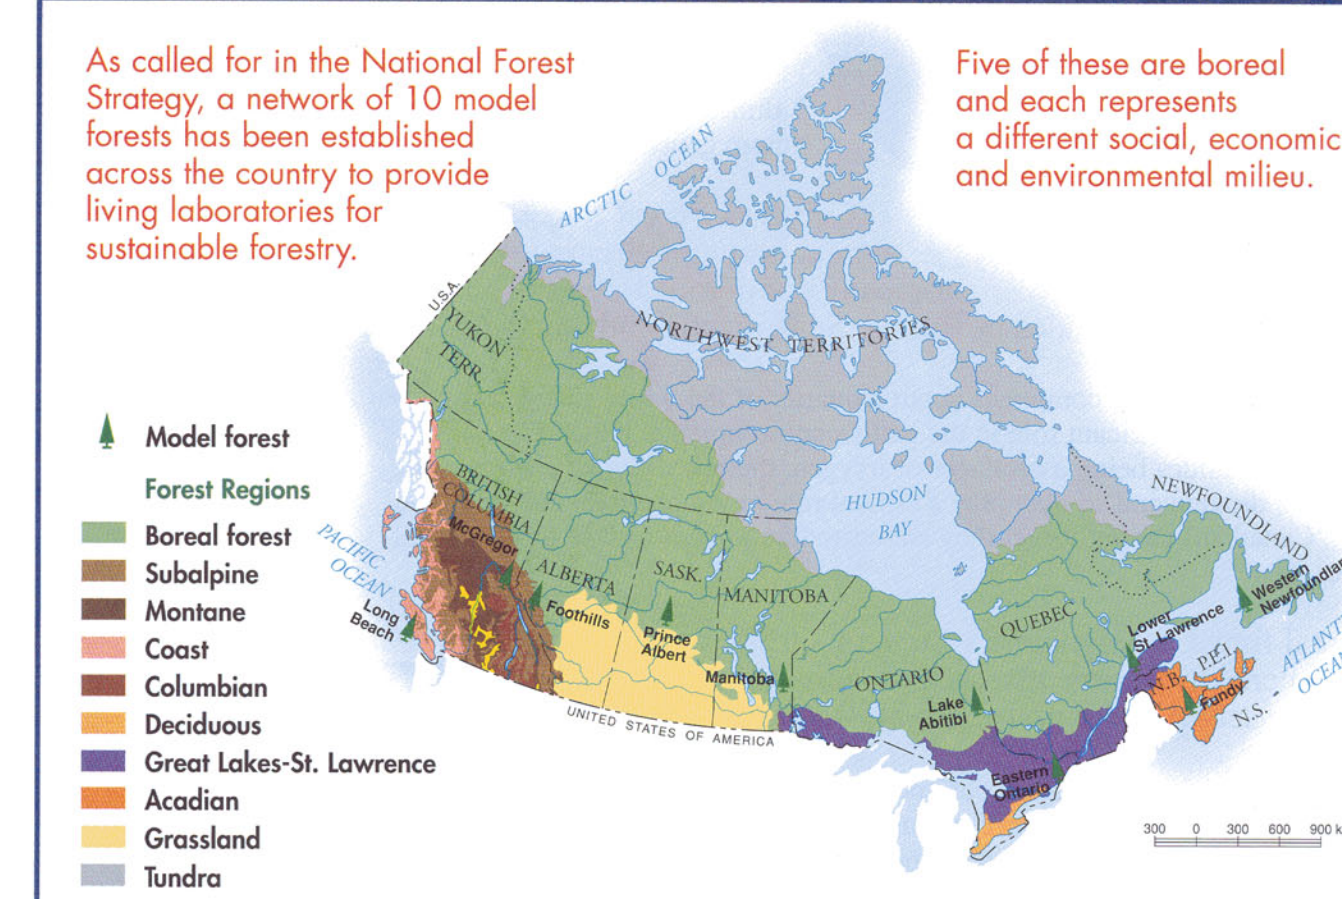 As called for in the National Forest
Strategy, a network of 10 model
forests has been established
across the country to provide
living laboratories for
sustainable forestry.
Five of these are boreal
and each represents
a different social, economic
and environmental milieu.
ARCTIC OCEAN
U.S.A.
YUKON
TERR.
NORTHWEST TERRITORIES
HUDSON
BAY
NEWFOUNDLAND
BRITISH
COLUMBIA
McGregor
PACIFIC
OCEAN
Long
Beach
ALBERTA
Foothills
SASK.
Prince
Albert
MANITOBA
Manitoba
ONTARIO
Lake
Abitibi
QUEBEC
Lower
St. Lawrence
Western
Newfoundlan
P.E.I.
N.B.
Fundy
N.S.
ATLANT
OCEA
Eastern
Ontario
UNITED STATES OF AMERICA
Model forest
Forest Regions
Boreal forest
Subalpine
Montane
Coast
Columbian
Deciduous
Great Lakes-St. Lawrence
Acadian
Grassland
Tundra
300 0 300 600 900 k